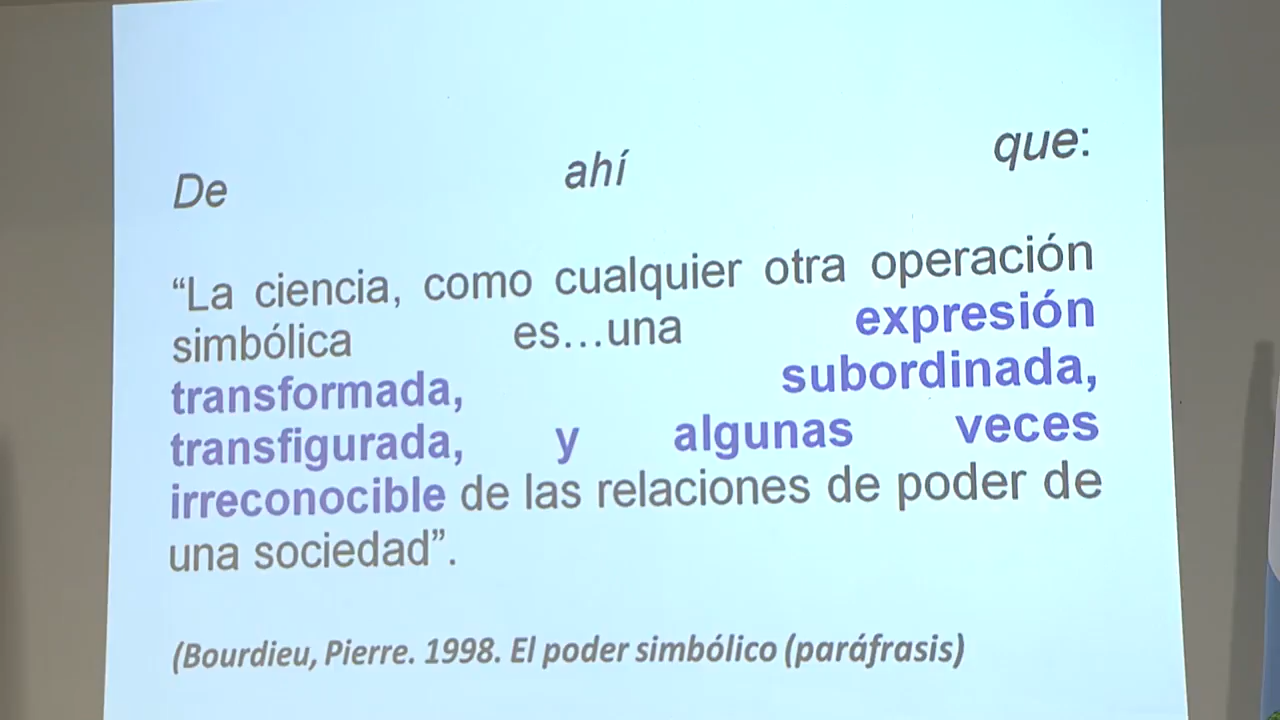 De ahí que:
“La ciencia, como cualquier otra operación
simbólica es…una expresión
transformada, subordinada,
transfigurada, y algunas veces
irreconocible de las relaciones de poder de
una sociedad”.
(Bourdieu, Pierre. 1998. El poder simbólico (paráfrasis)